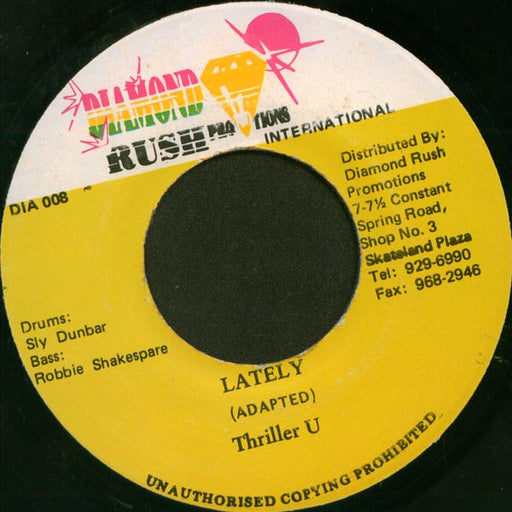 DIAMOND
RUSH PROMOTIONS
INTERNATIONAL
DIA 008
Distributed By:
Diamond Rush
Promotions
7-7½ Constant
Spring Road,
Shop No. 3
Skateland Plaza
Tel: 929-6990
Fax: 968-2946
Drums:
Sly Dunbar
Bass:
Robbie Shakespare
LATELY
(ADAPTED)
Thriller U
UNAUTHORISED COPYING PROHIBITED